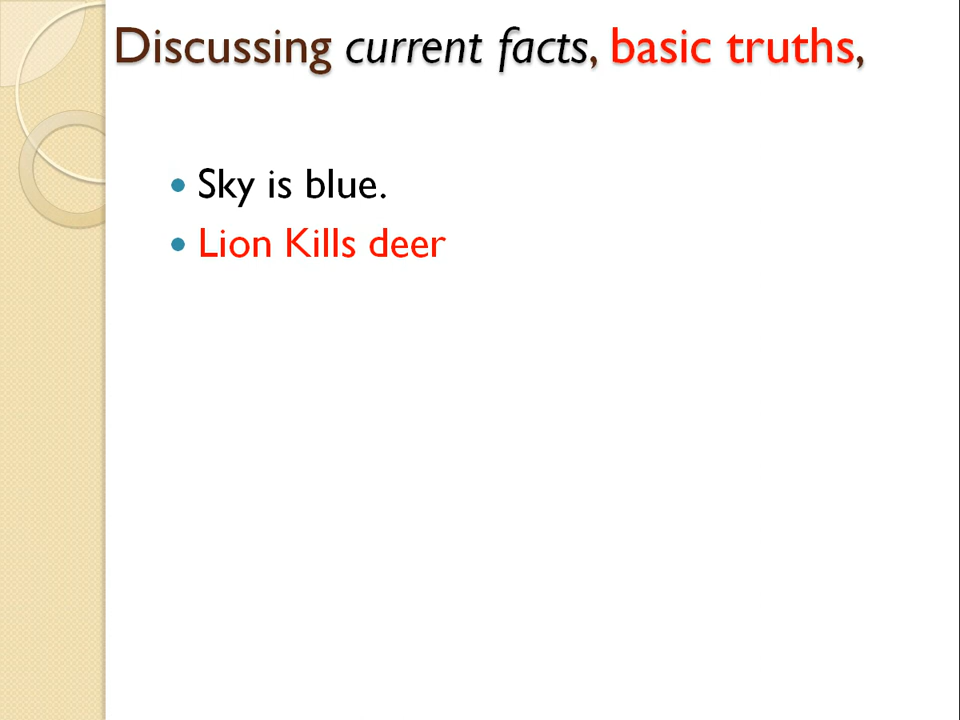 Discussing current facts, basic truths,
Sky is blue.
Lion Kills deer